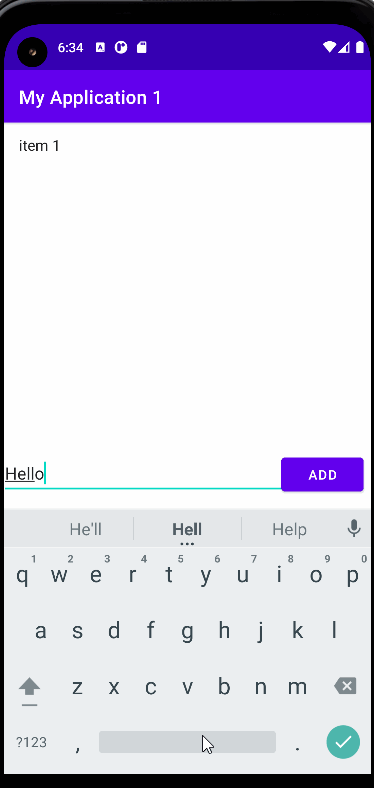 6:34
My Application 1
item 1
Hello
ADD
He'll Hell Help
1 2 3 4 5 6 7 8 9 0
q w e r t y u i o p
a s d f g h j k l
z x c v b n m
?123 , .